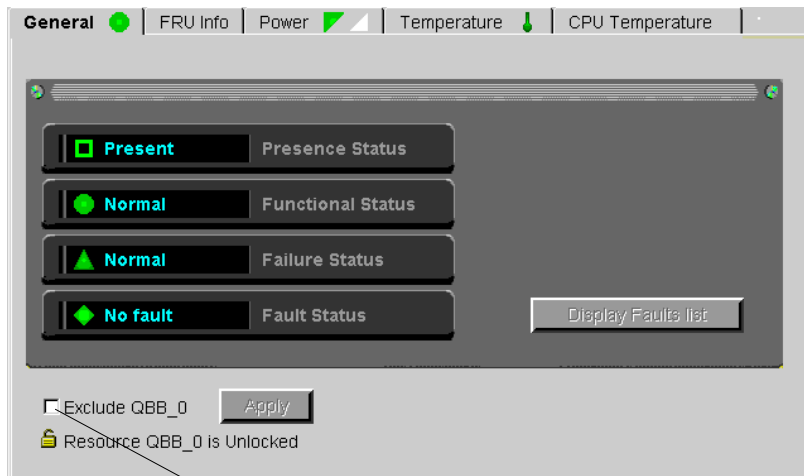 General FRU Info Power Temperature CPU Temperature
Present Presence Status
Normal Functional Status
Normal Failure Status
No fault Fault Status
Display Faults list
Exclude QBB_0 Apply
Resource QBB_0 is Unlocked